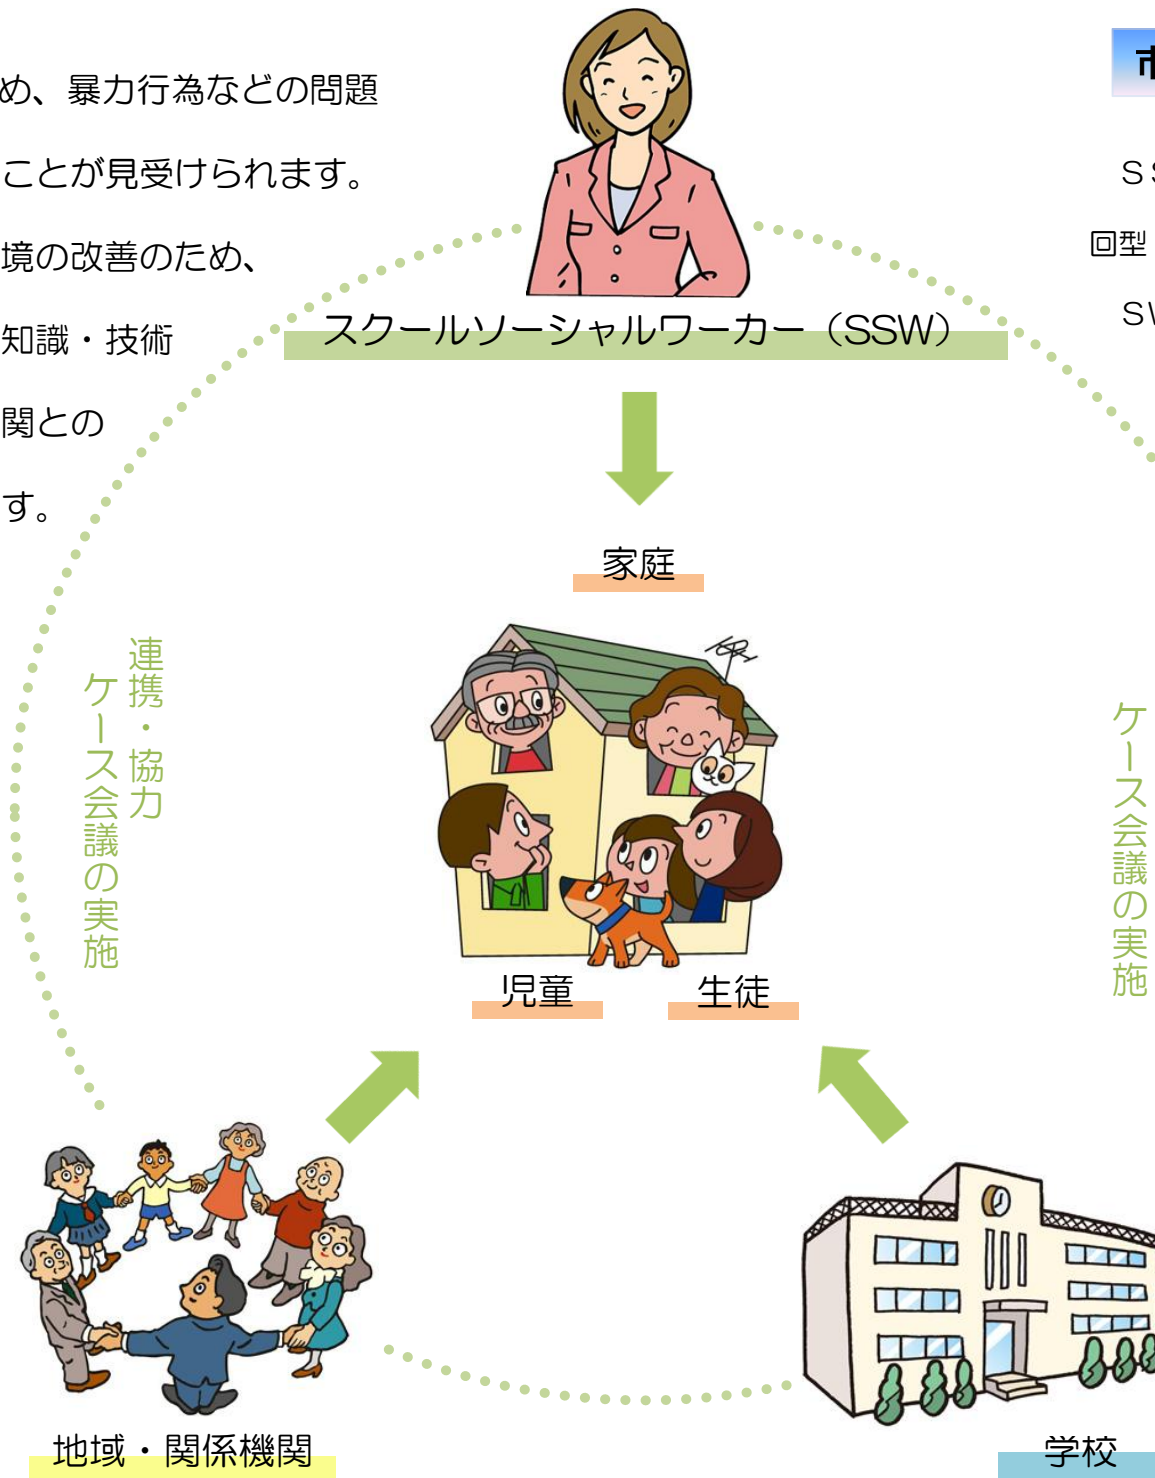 め、暴力行為などの問題
ことが見受けられます。
境の改善のため、
知識・技術
関との
す。
市
SS
回型
SW
スクールソーシャルワーカー（SSW）
家庭
連携・協力
ケース会議の実施
ケース会議の実施
児童
生徒
地域・関係機関
学校